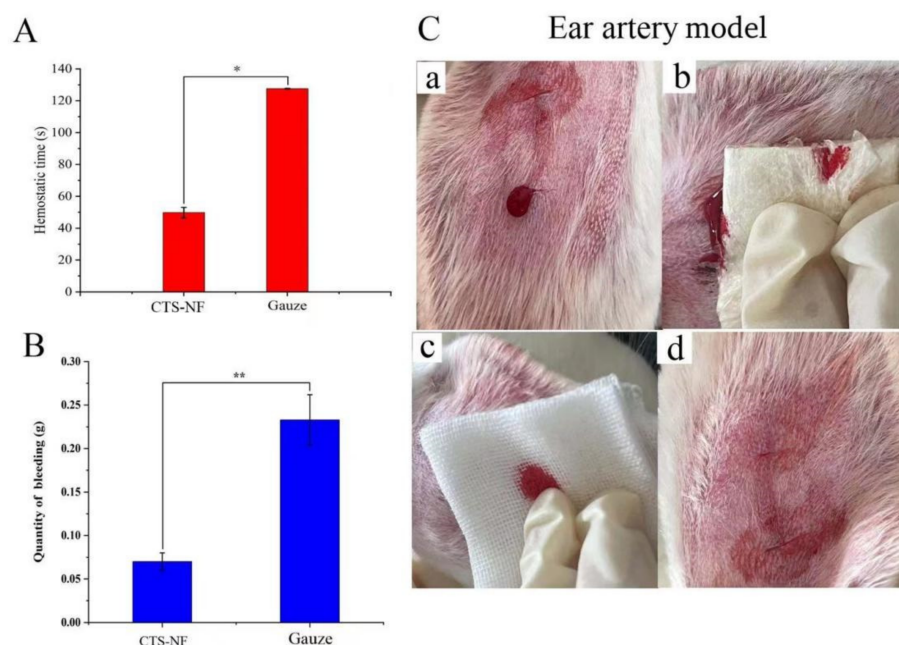 A
Hemostatic time (s)
140
120
100
80
60
40
20
0
*
CTS-NF
Gauze
B
Quantity of bleeding (g)
0.30
0.25
0.20
0.15
0.10
0.05
0.00
**
CTS-NF
Gauze
C
Ear artery model
a
b
c
d